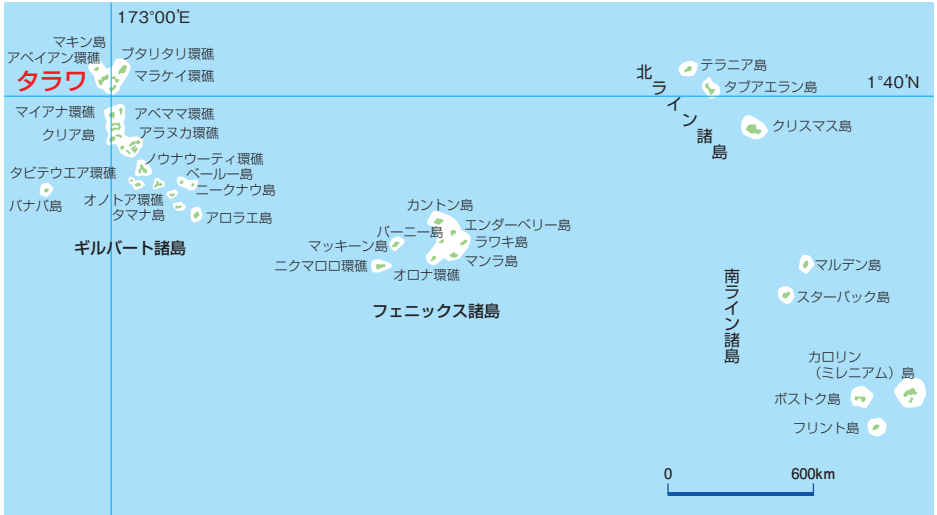 173°00’E
マキン島
アベイアン環礁
ブタリタリ環礁
タラワ
マラケイ環礁
1°40’N
マイアナ環礁
アベママ環礁
クリア島
アラヌカ環礁
ノウナウーティ環礁
タビテウエア環礁
ベールー島
ニークナウ島
バナバ島
オノトア環礁
タマナ島
アロラエ島
ギルバート諸島
カントン島
エンダーベリー島
バーニー島
ラワキ島
マッキーン島
マンラ島
ニクマロロ環礁
オロナ環礁
フェニックス諸島
北ライン諸島
テラニア島
タブアエラン島
クリスマス島
南ライン諸島
マルデン島
スターバック島
カロリン
（ミレニアム）島
ボストク島
フリント島
0
600km